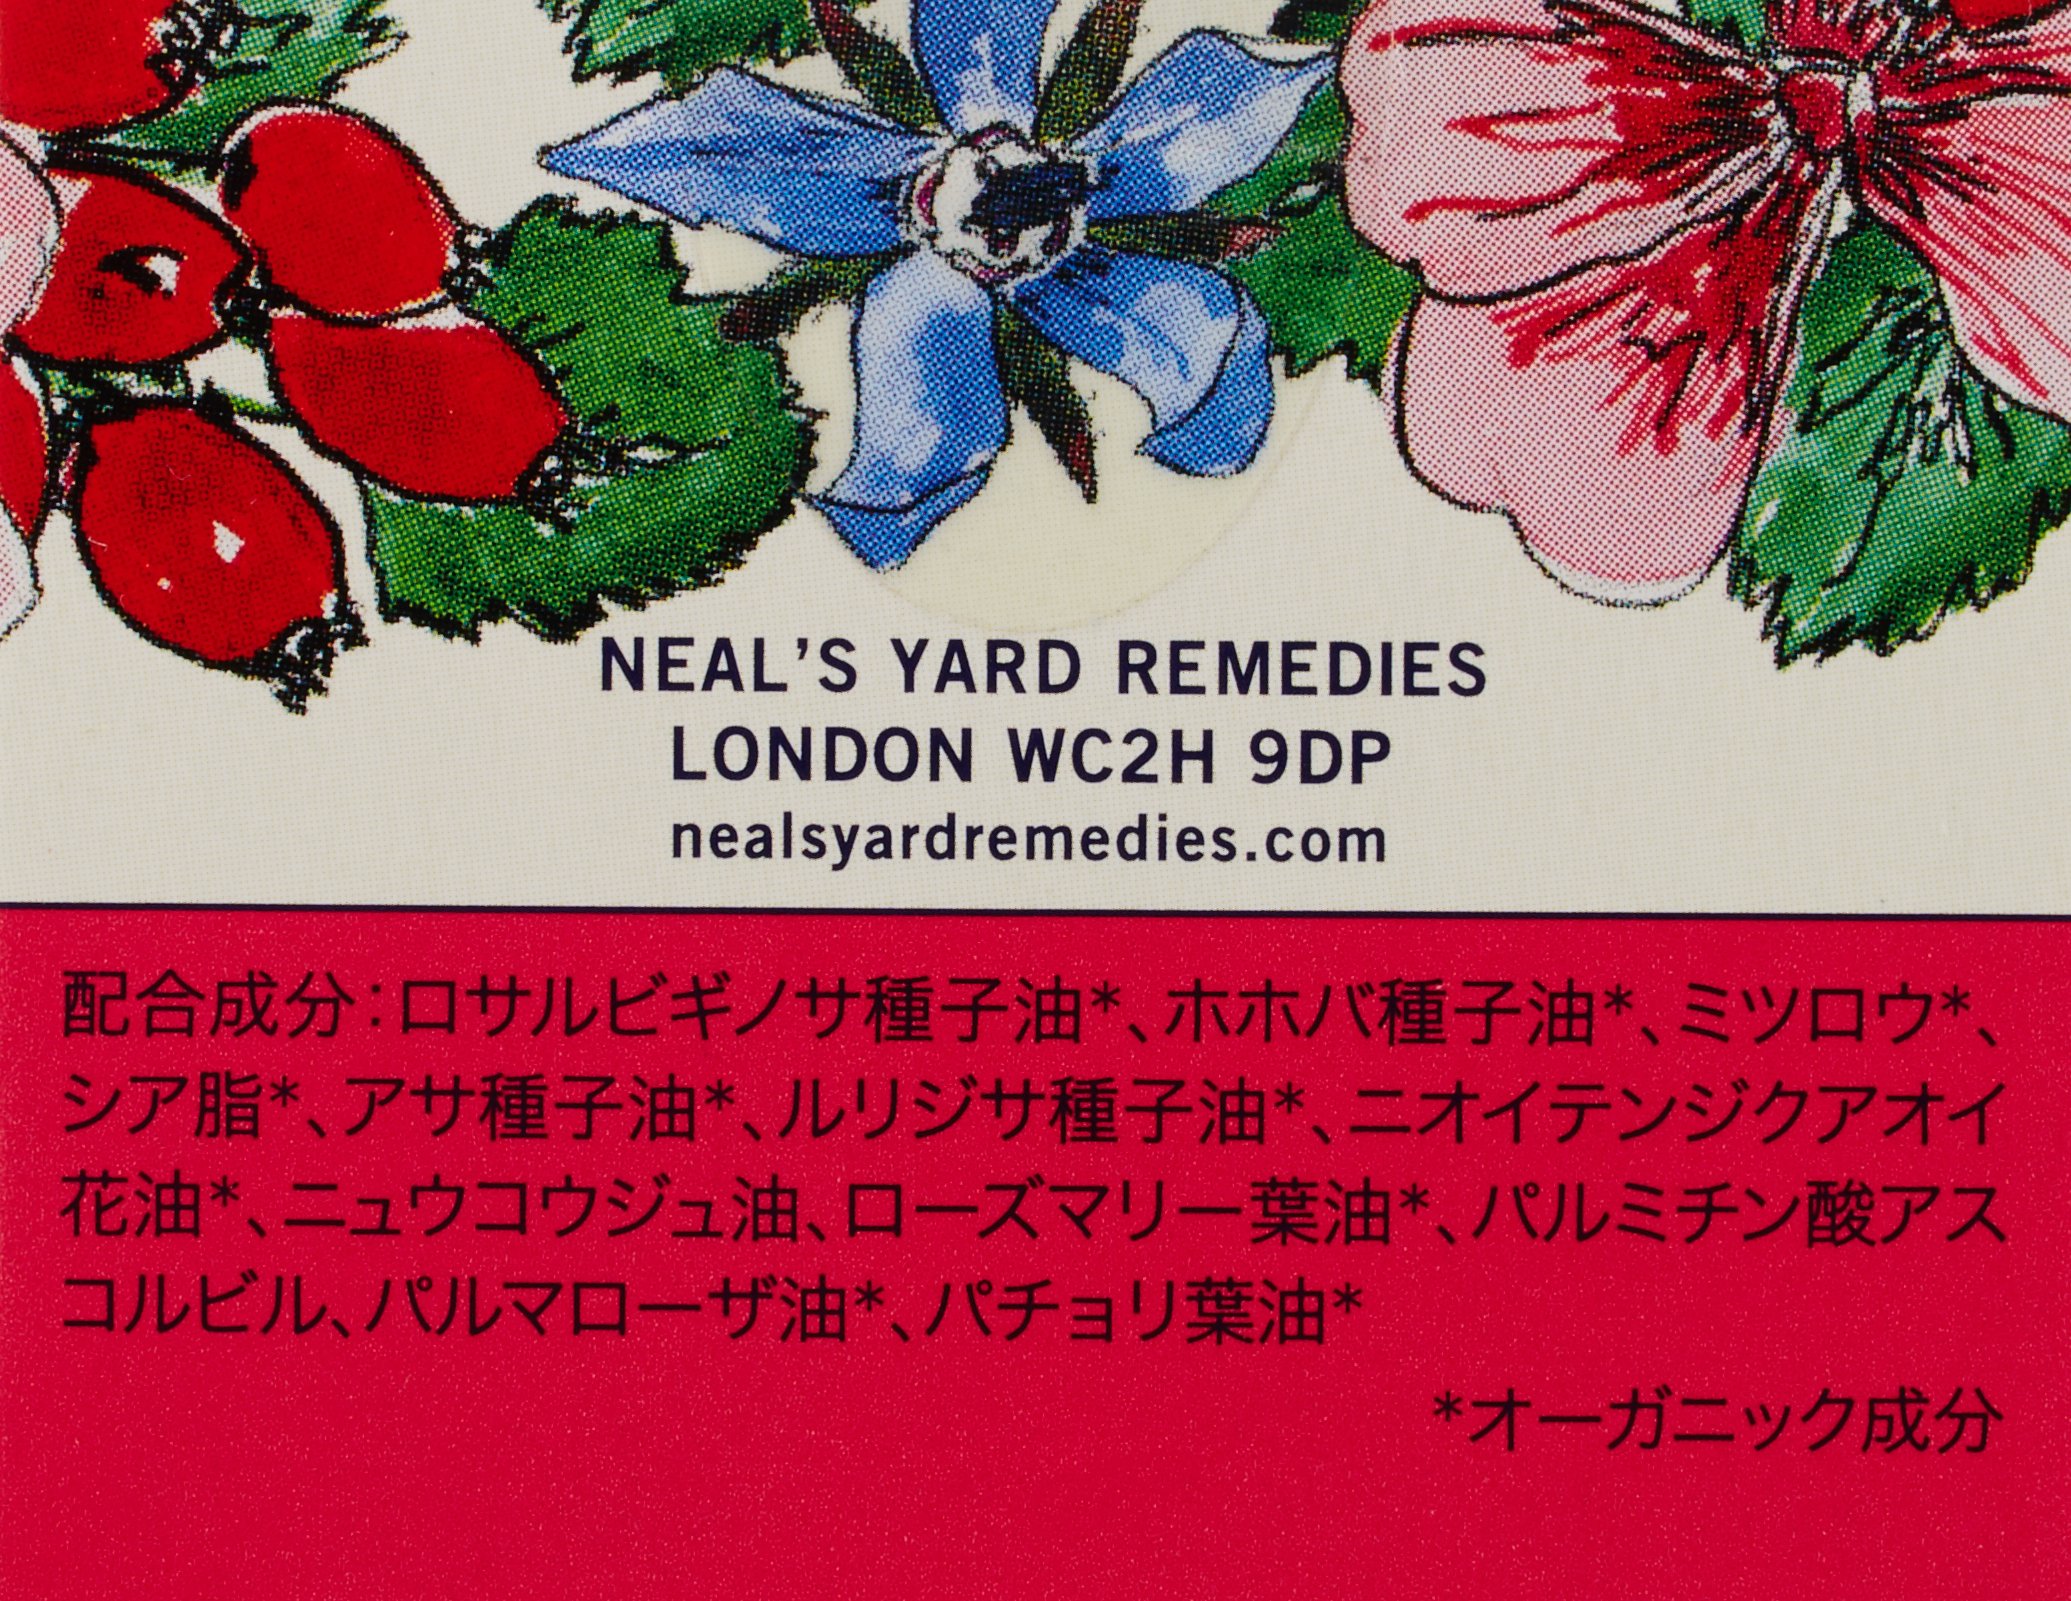 NEAL'S YARD REMEDIES
LONDON WC2H 9DP
nealsyardremedies.com
配合成分：ロサルビギノサ種子油*、ホホバ種子油*、ミツロウ*、
シア脂*、アサ種子油*、ルリジサ種子油*、ニオイテンジクアオイ
花油*、ニュウコウジュ油、ローズマリー葉油*、パルミチン酸アス
コルビル、パルマローザ油*、パチョリ葉油*
*オーガニック成分